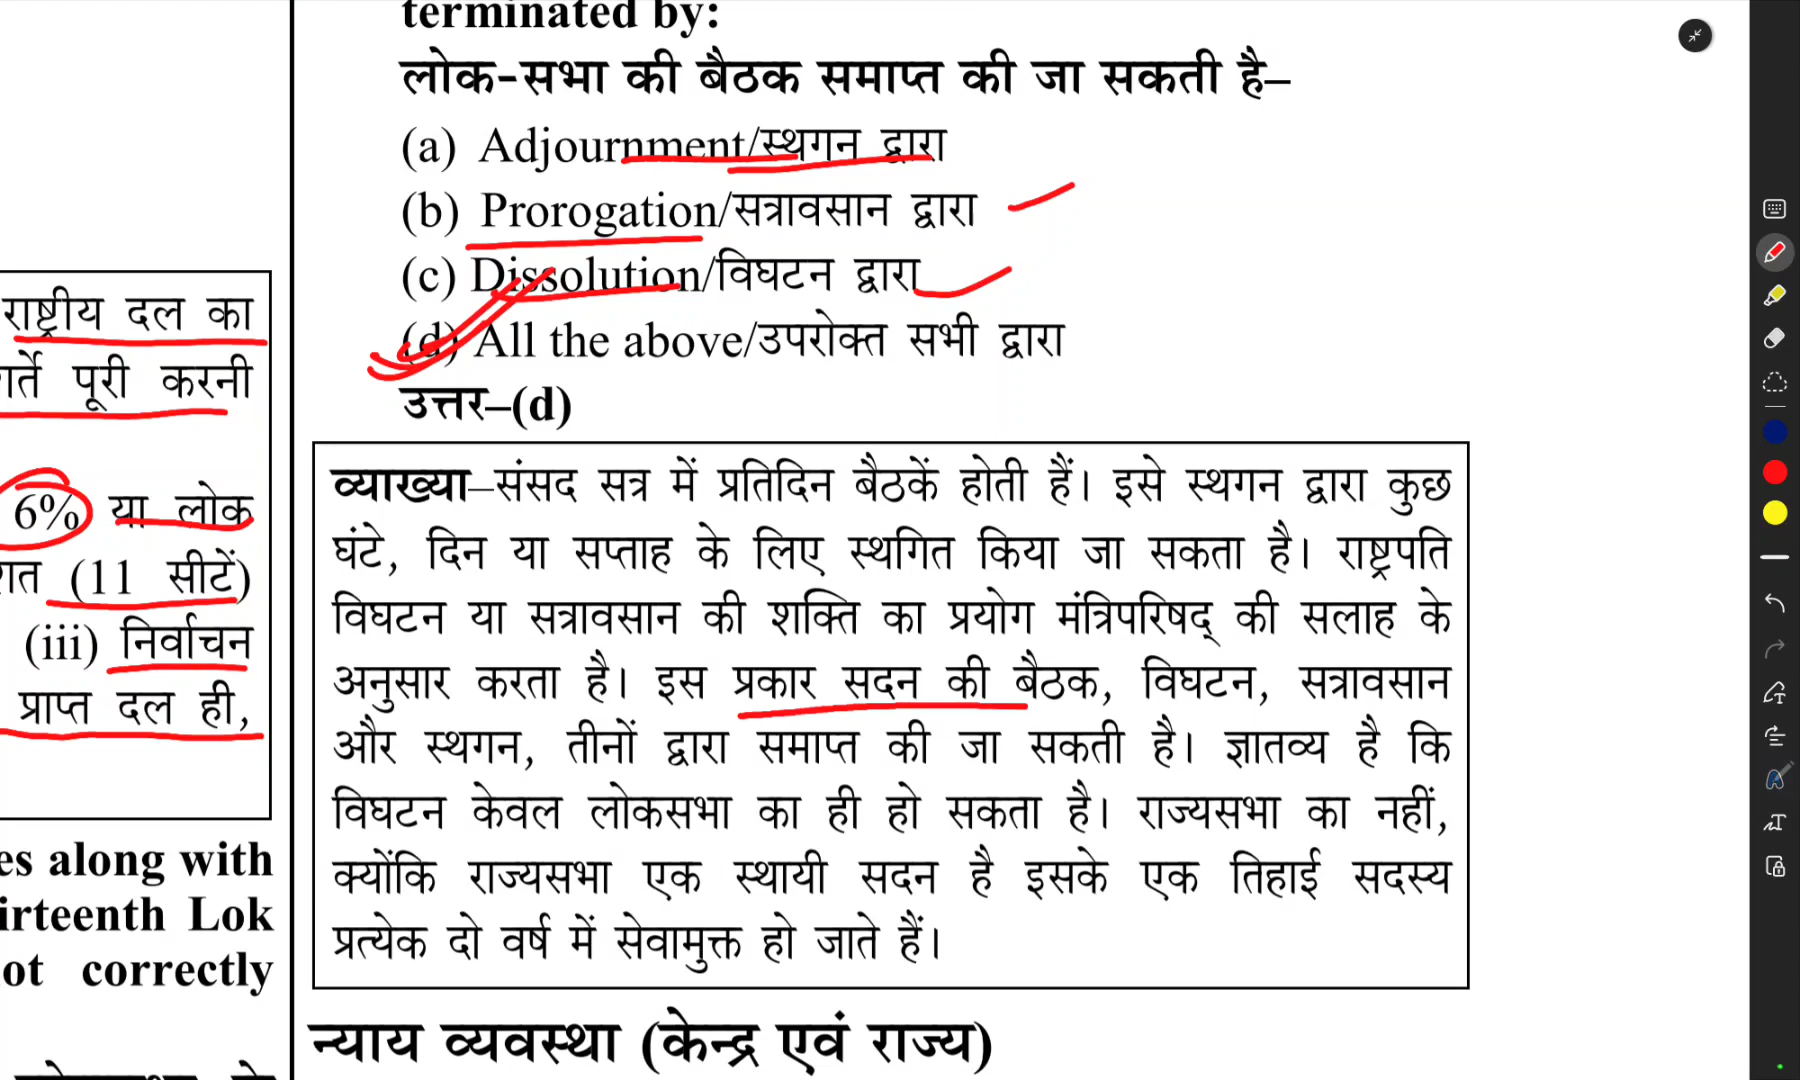 राष्ट्रीय दल का
पूरी करनी
6% या लोक
(11 सीटें)
(iii) निर्वाचन
प्राप्त दल ही,
es along with
irteenth Lok
ot correctly
terminated by:
लोक-सभा की बैठक समाप्त की जा सकती है–
(a) Adjournment/स्थगन द्वारा
(b) Prorogation/सत्रावसान द्वारा
(c) Dissolution/विघटन द्वारा
(d) All the above/उपरोक्त सभी द्वारा
उत्तर–(d)
व्याख्या–संसद सत्र में प्रतिदिन बैठकें होती हैं। इसे स्थगन द्वारा कुछ
घंटे, दिन या सप्ताह के लिए स्थगित किया जा सकता है। राष्ट्रपति
विघटन या सत्रावसान की शक्ति का प्रयोग मंत्रिपरिषद् की सलाह के
अनुसार करता है। इस प्रकार सदन की बैठक, विघटन, सत्रावसान
और स्थगन, तीनों द्वारा समाप्त की जा सकती है। ज्ञातव्य है कि
विघटन केवल लोकसभा का ही हो सकता है। राज्यसभा का नहीं,
क्योंकि राज्यसभा एक स्थायी सदन है इसके एक तिहाई सदस्य
प्रत्येक दो वर्ष में सेवामुक्त हो जाते हैं।
न्याय व्यवस्था (केन्द्र एवं राज्य)